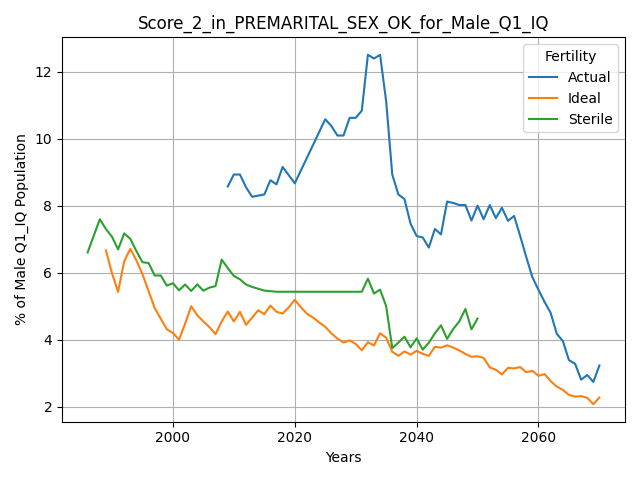 Score_2_in_PREMARITAL_SEX_OK_for_Male_Q1_IQ
Fertility
Actual
Ideal
Sterile
% of Male Q1_IQ Population
12
10
8
6
4
2
2000
2020
2040
2060
Years